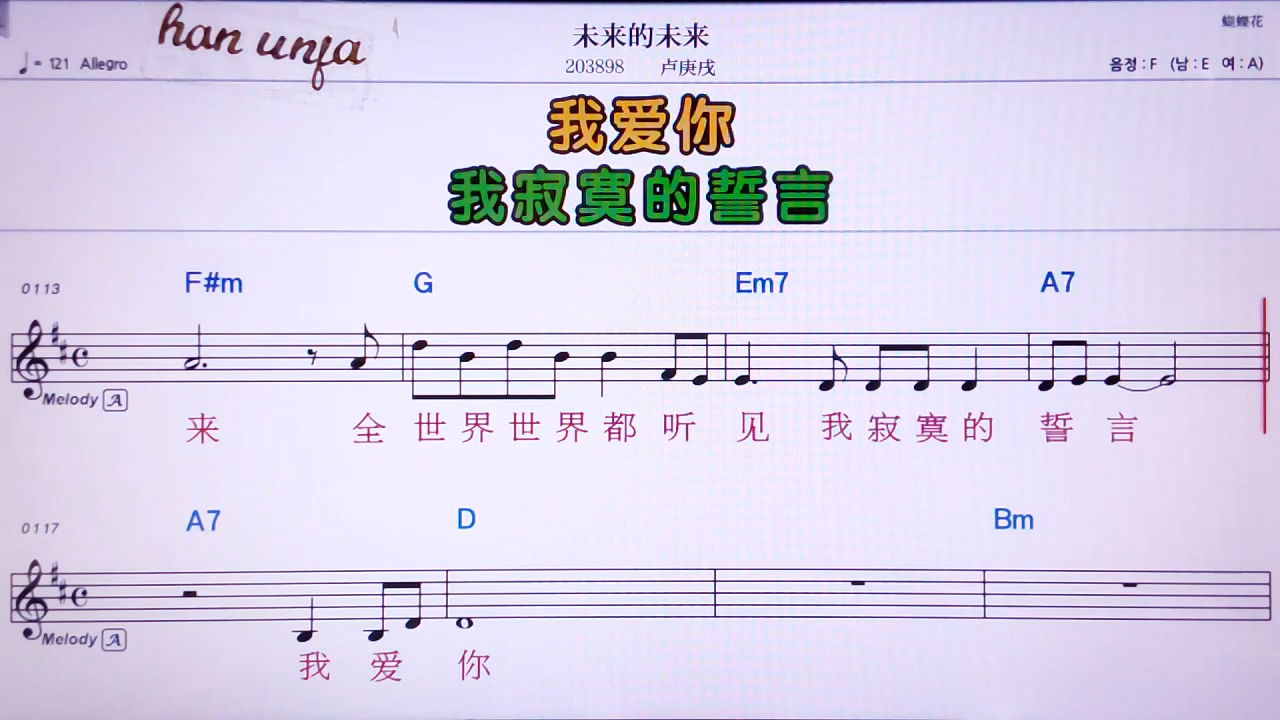 han unja
未来的未来
蝴蝶花
♩= 121 Allegro
203898 卢庚戌
음정 : F (남 : E 여 : A)
我爱你
我寂寞的誓言
0113 F#m G Em7 A7
Melody A
来 全世界世界都听见 我寂寞的誓言
0117 A7 D Bm
Melody A
我爱你